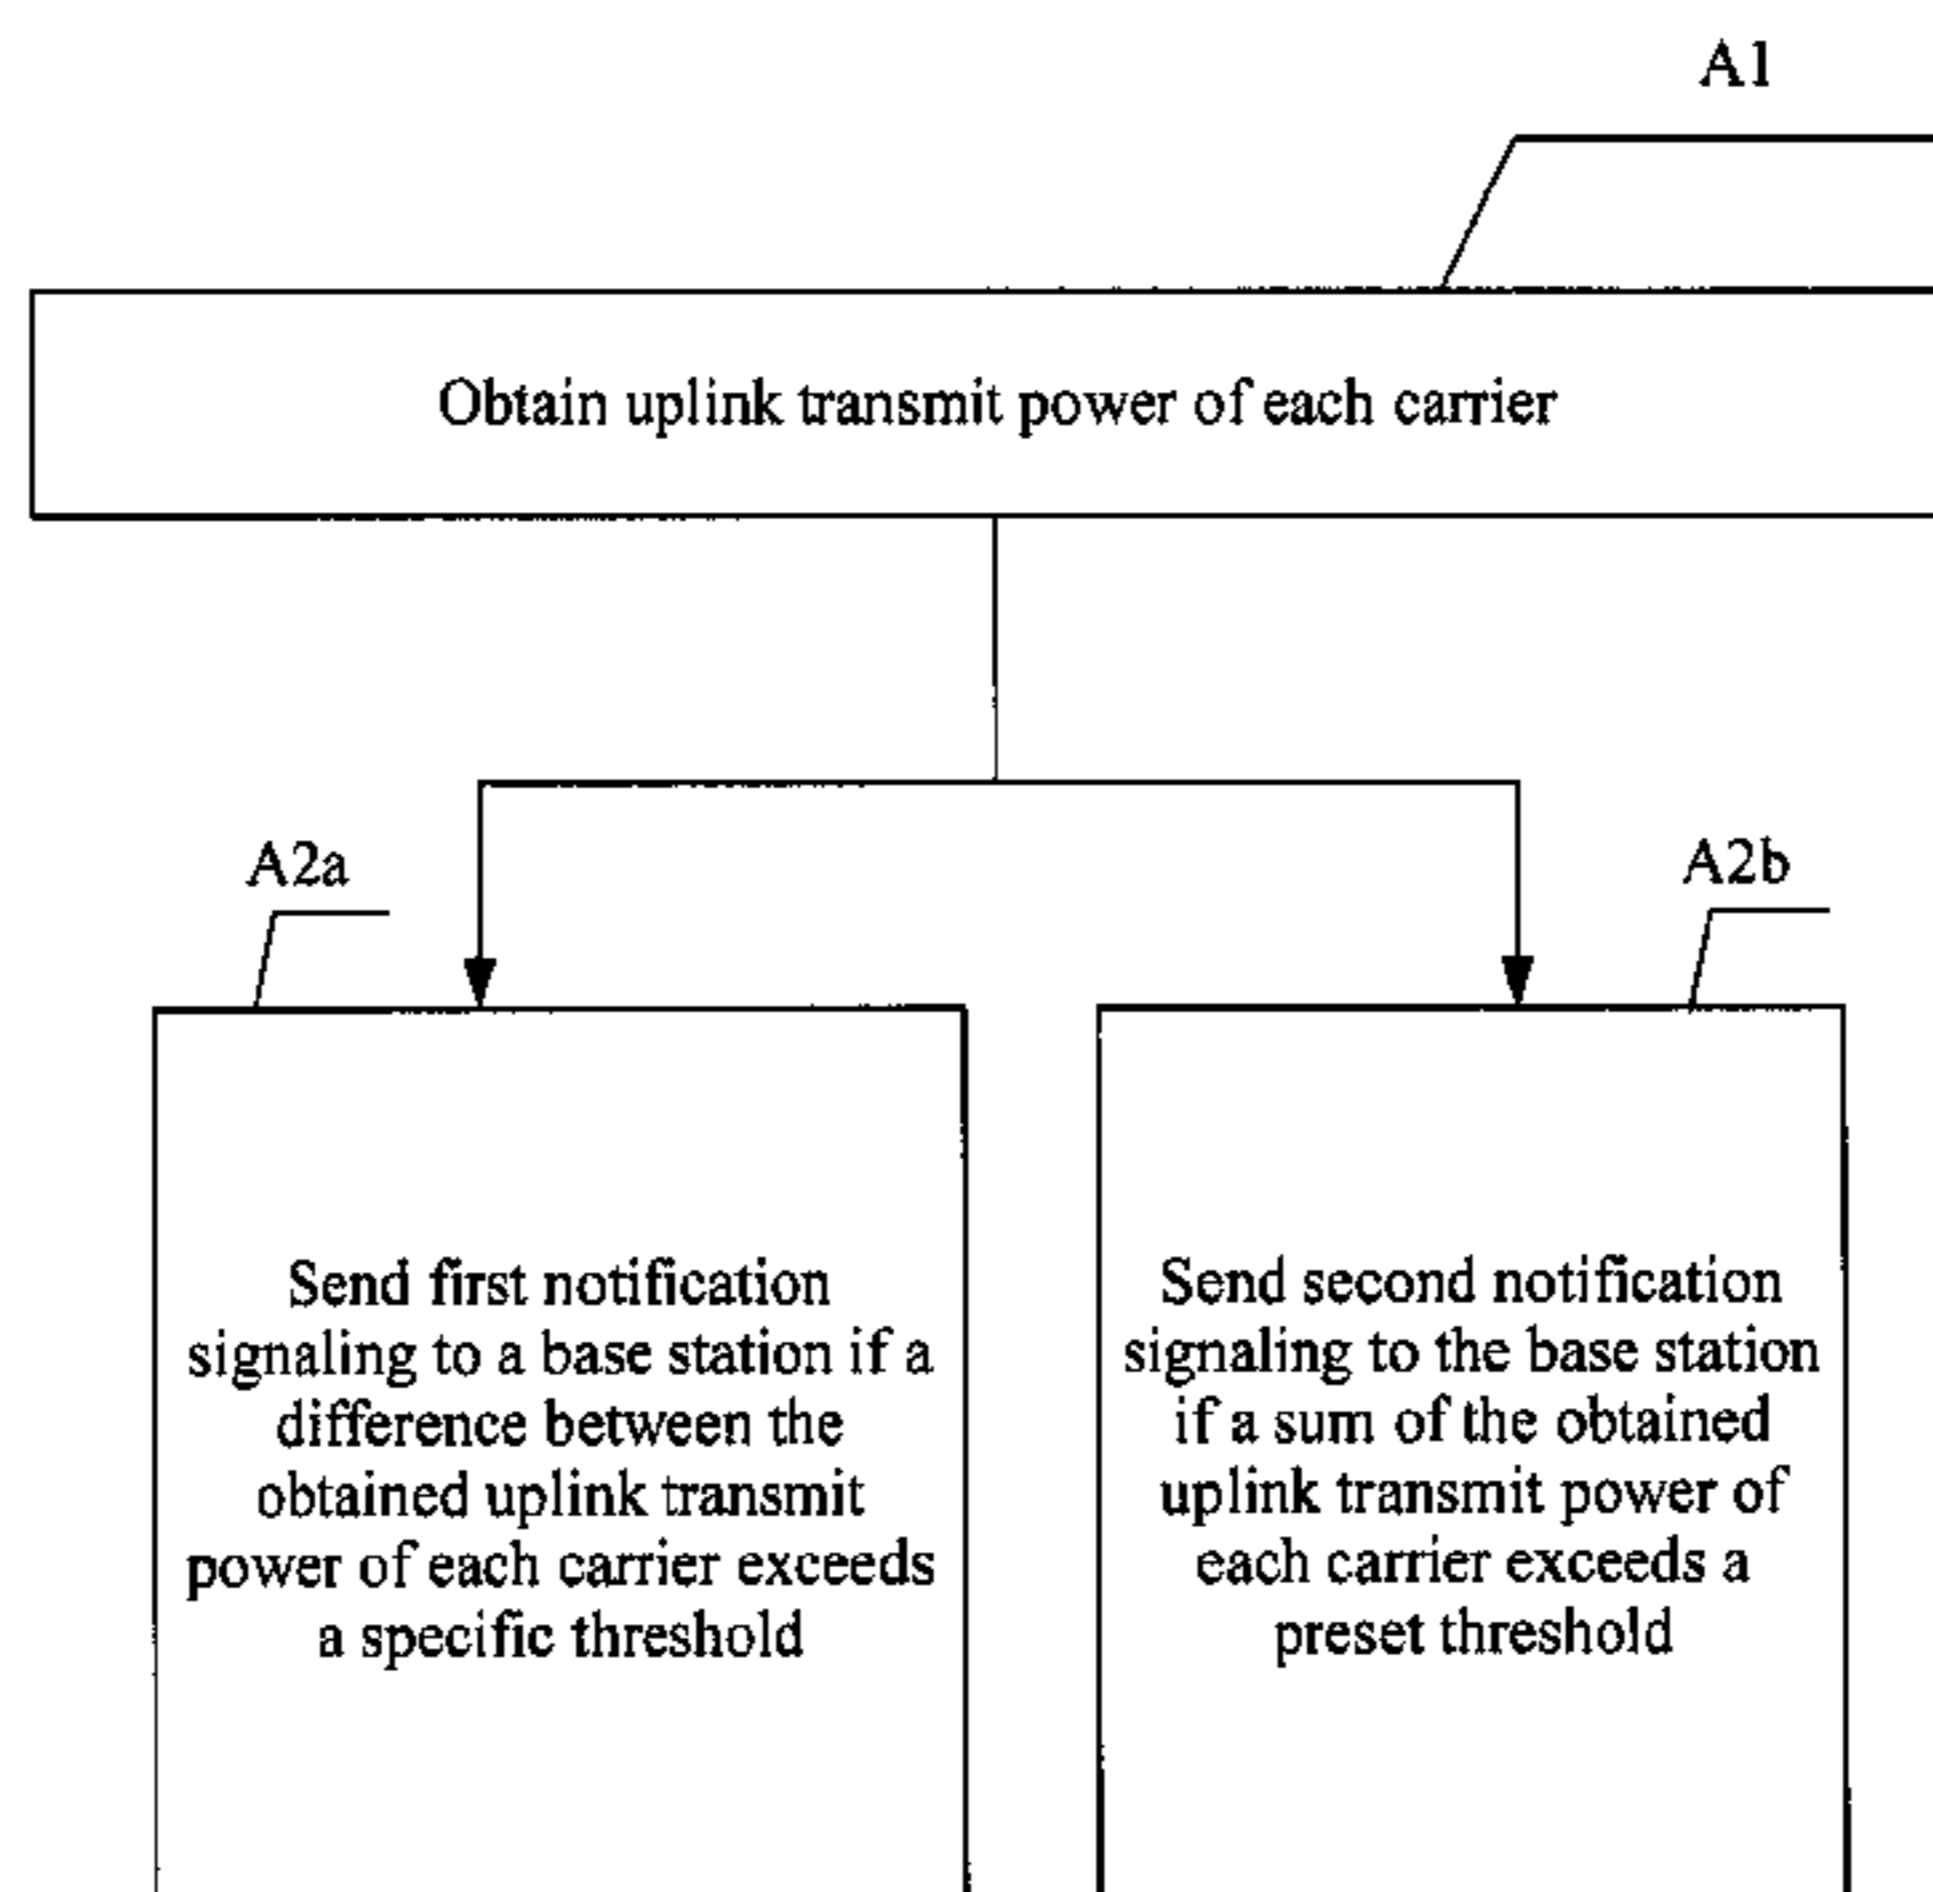 A1
Obtain uplink transmit power of each carrier
A2a
A2b
Send first notification
signaling to a base station if a
difference between the
obtained uplink transmit
power of each carrier exceeds
a specific threshold
Send second notification
signaling to the base station
if a sum of the obtained
uplink transmit power of
each carrier exceeds a
preset threshold